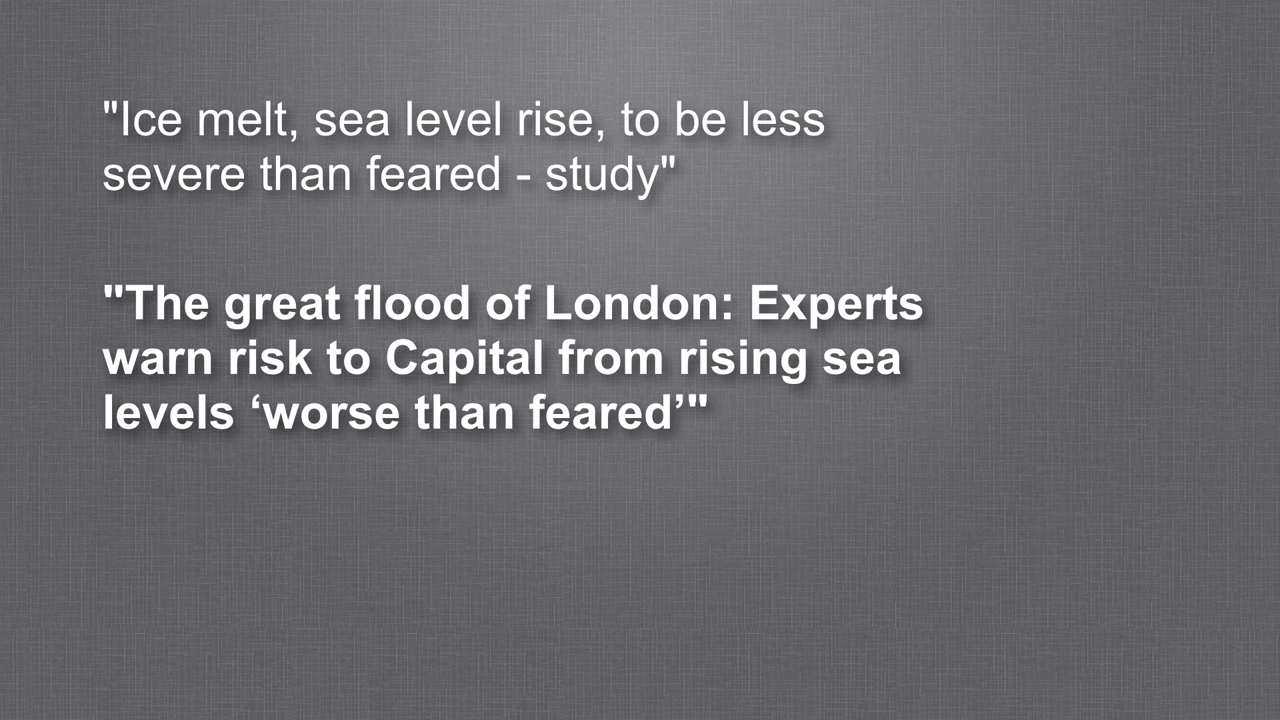 "Ice melt, sea level rise, to be less
severe than feared - study"
"The great flood of London: Experts
warn risk to Capital from rising sea
levels ‘worse than feared’"